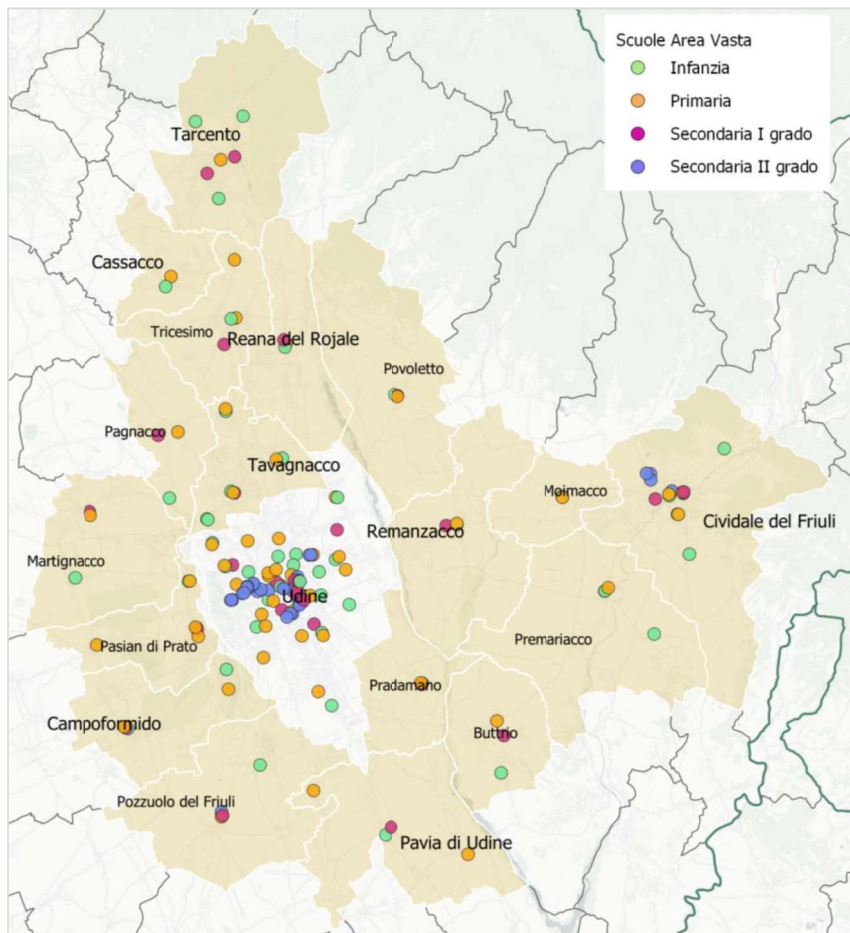 Scuole Area Vasta
Infanzia
Primaria
Secondaria I grado
Secondaria II grado
Tarcento
Cassacco
Tricesimo
Reana del Rojale
Povoletto
Pagnacco
Tavagnacco
Moimacco
Cividale del Friuli
Remanzacco
Martignacco
Udine
Premariacco
Pasian di Prato
Pradamano
Campoformido
Buttrio
Pozzuolo del Friuli
Pavia di Udine